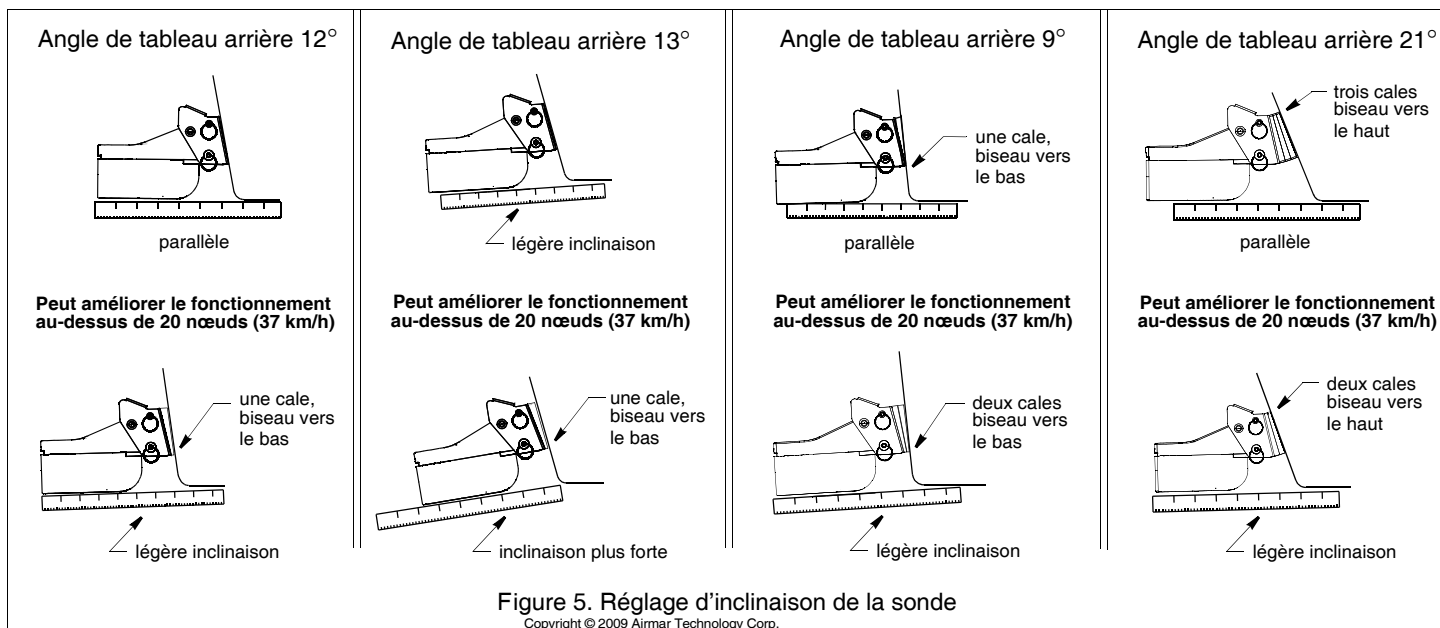 Angle de tableau arrière 12°
parallèle
Peut améliorer le fonctionnement
au-dessus de 20 nœuds (37 km/h)
une cale,
biseau vers
le bas
légère inclinaison
Angle de tableau arrière 13°
légère inclinaison
Peut améliorer le fonctionnement
au-dessus de 20 nœuds (37 km/h)
une cale,
biseau vers
le bas
inclinaison plus forte
Angle de tableau arrière 9°
une cale,
biseau vers
le bas
parallèle
Peut améliorer le fonctionnement
au-dessus de 20 nœuds (37 km/h)
deux cales
biseau vers
le bas
légère inclinaison
Angle de tableau arrière 21°
trois cales
biseau vers
le haut
parallèle
Peut améliorer le fonctionnement
au-dessus de 20 nœuds (37 km/h)
deux cales
biseau vers
le haut
légère inclinaison
Figure 5. Réglage d'inclinaison de la sonde
Copyright © 2009 Airmar Technology Corp.